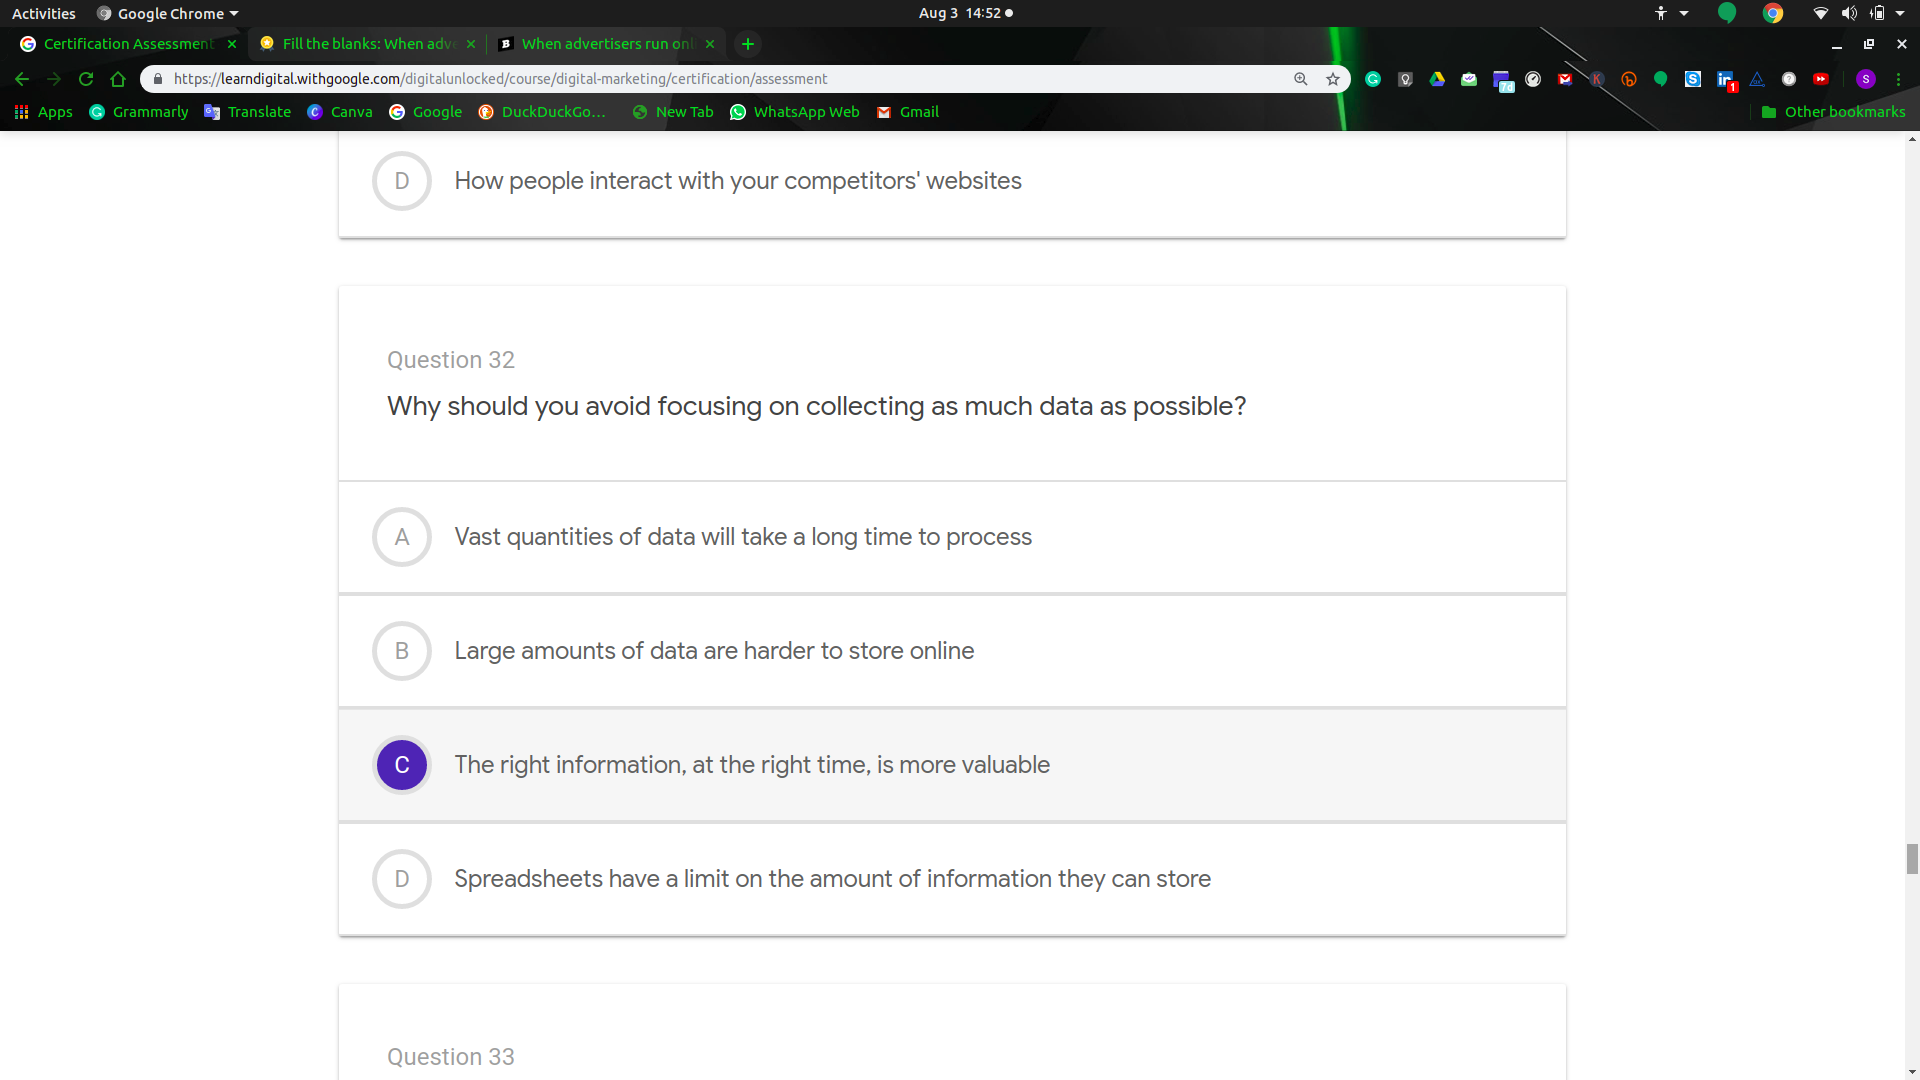 Activities Google Chrome Aug 3 14:52
Certification Assessment Fill the blanks: When adve When advertisers run onl
https://learndigital.withgoogle.com/digitalunlocked/course/digital-marketing/certification/assessment
Apps Grammarly Translate Canva Google DuckDuckGo... New Tab WhatsApp Web Gmail Other bookmarks
D How people interact with your competitors' websites
Question 32
Why should you avoid focusing on collecting as much data as possible?
A Vast quantities of data will take a long time to process
B Large amounts of data are harder to store online
C The right information, at the right time, is more valuable
D Spreadsheets have a limit on the amount of information they can store
Question 33